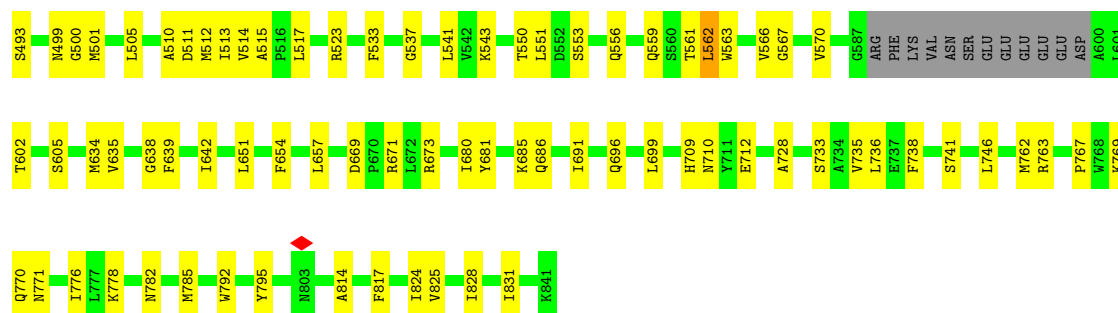 S493 N499 G500 M501 L505 A510 D511 M512 I513 V514 A515 P516 L517 R523 F533 G537 L541 V542 K543 T550 L551 D552 S553 Q556 Q559 S560 T561 L562 W563 V566 G567 V570 G587 ARG PHE LYS VAL ASN SER GLU GLU GLU GLU GLU ASP A600 L601
T602 S605 M634 V635 G638 F639 I642 L651 F654 L657 D669 P670 R671 L672 R673 I680 Y681 K685 Q686 I691 Q696 L699 H709 N710 Y711 E712 A728 S733 A734 V735 L736 E737 F738 S741 L746 M762 R763 P767 W768 K769
Q770 N771 I776 L777 K778 N782 M785 W792 Y795 N803 A814 F817 I824 V825 I828 I831 K841